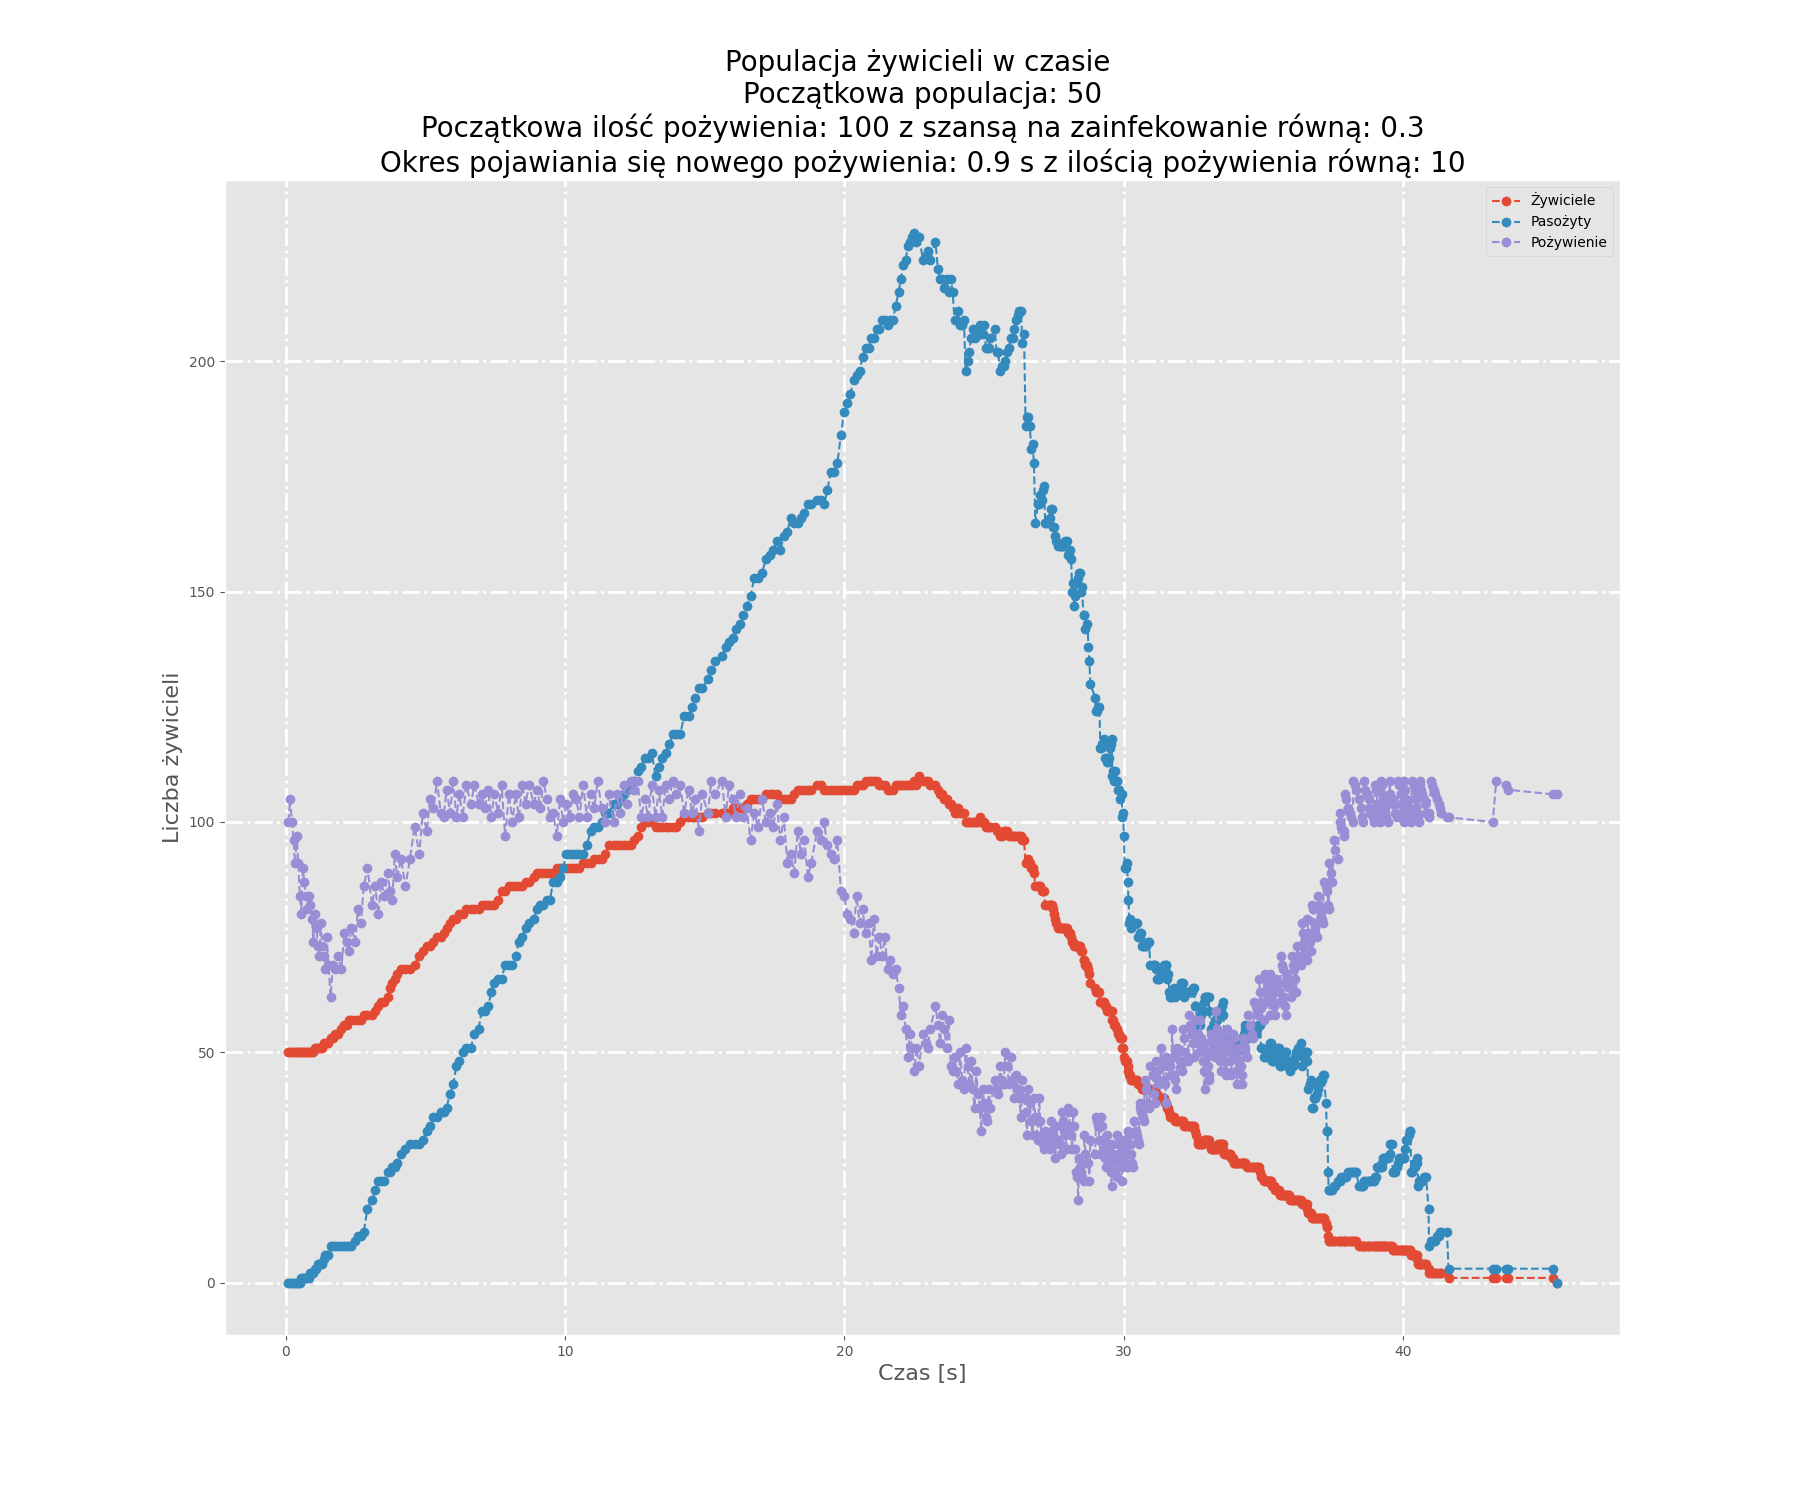 Populacja żywicieli w czasie
Początkowa populacja: 50
Początkowa ilość pożywienia: 100 z szansą na zainfekowanie równą: 0.3
Okres pojawiania się nowego pożywienia: 0.9 s z ilością pożywienia równą: 10
Żywiciele
Pasożyty
Pożywienie
Liczba żywicieli
200
150
100
50
0
0 10 20 30 40
Czas [s]